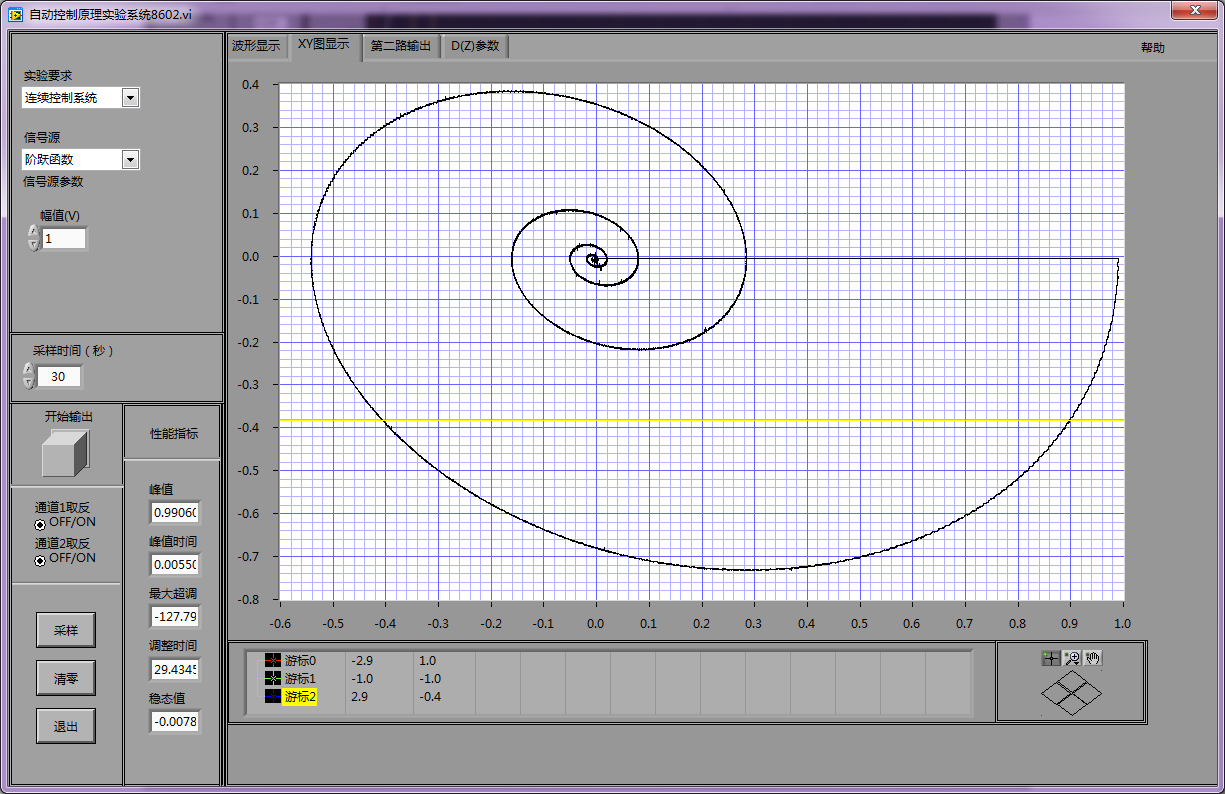 自动控制原理实验系统8602.vi
波形显示
XY图显示
第二路输出
D(Z)参数
帮助
实验要求
连续控制系统
信号源
阶跃函数
信号源参数
幅值(V)
1
采样时间（秒）
30
开始输出
通道1取反
OFF/ON
通道2取反
OFF/ON
采样
清零
退出
性能指标
峰值
0.9906
峰值时间
0.00550
最大超调
-127.79
调整时间
29.4345
稳态值
-0.0078
0.4
0.3
0.2
0.1
0.0
-0.1
-0.2
-0.3
-0.4
-0.5
-0.6
-0.7
-0.8
-0.6 -0.5 -0.4 -0.3 -0.2 -0.1 0.0 0.1 0.2 0.3 0.4 0.5 0.6 0.7 0.8 0.9 1.0
游标0 -2.9 1.0
游标1 -1.0 -1.0
游标2 2.9 -0.4